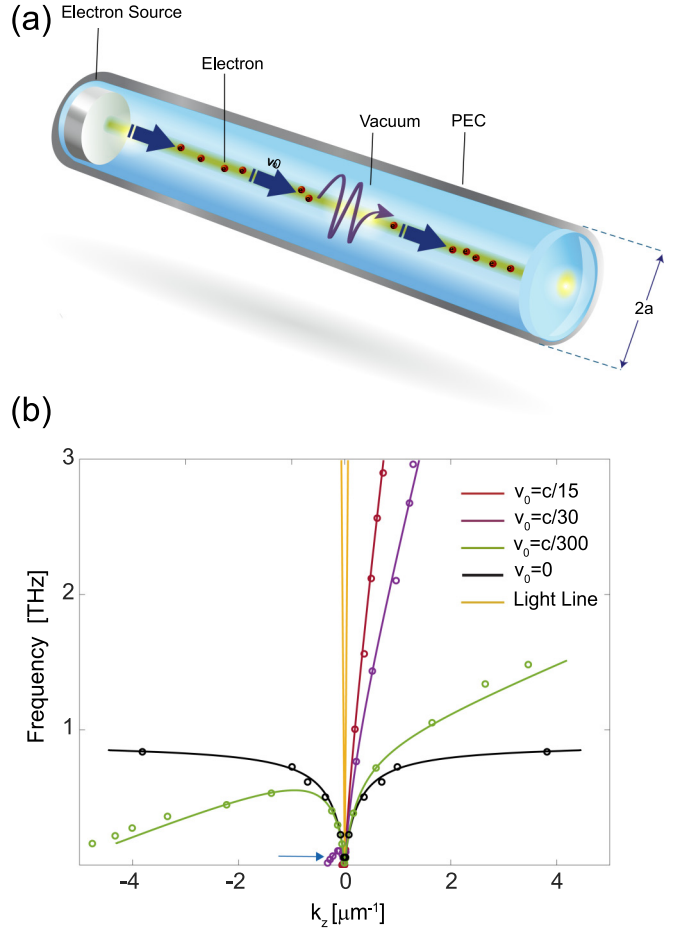 (a)
Electron Source
Electron
Vacuum
PEC
v0
2a
(b)
3
2
1
Frequency [THz]
v₀=c/15
v₀=c/30
v₀=c/300
v₀=0
Light Line
-4 -2 0 2 4
k_z [μm⁻¹]